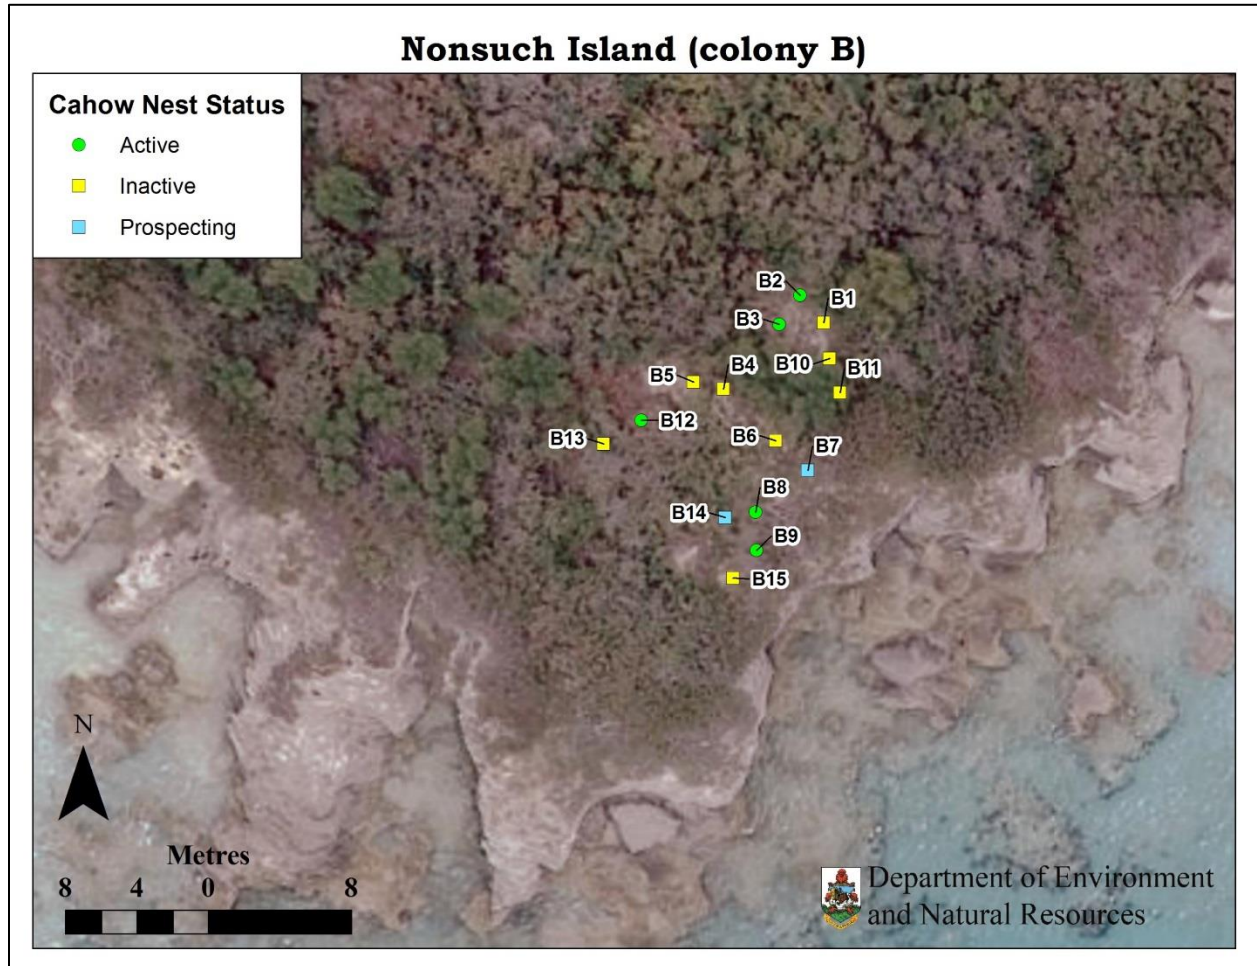 Nonsuch Island (colony B)
Cahow Nest Status
Active
Inactive
Prospecting
B2
B1
B3
B10
B4
B11
B5
B12
B13
B6
B7
B8
B14
B9
B15
N
Metres
8 4 0 8
Department of Environment
and Natural Resources